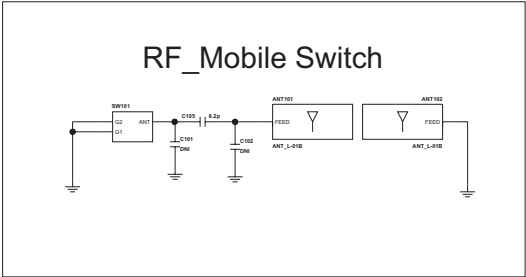 RF_Mobile Switch
SW101
G2
G1
ANT
C105
8.2p
C101
DNI
C102
DNI
ANT101
FEED
ANT_L-01B
ANT102
FEED
ANT_L-01B